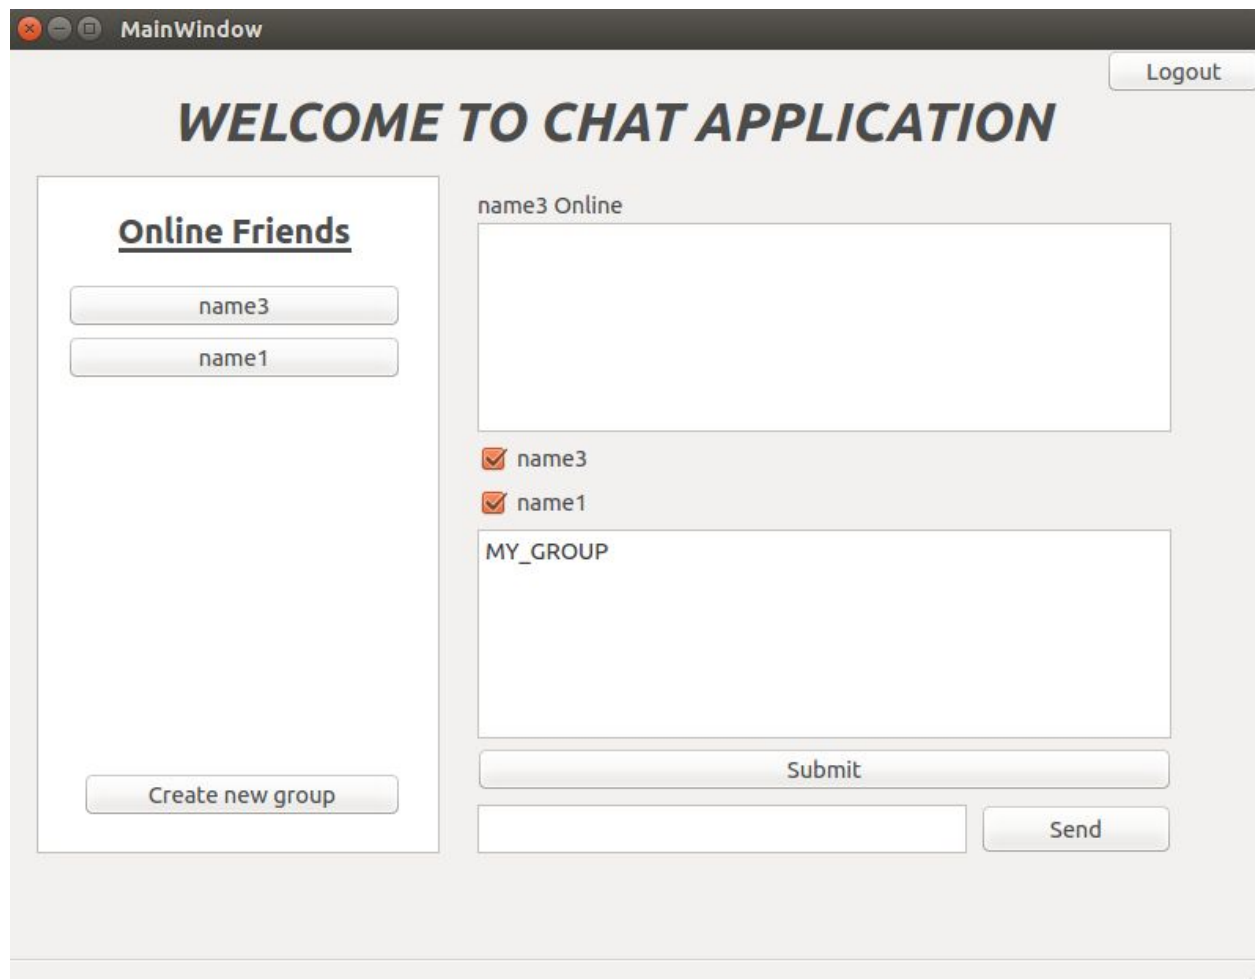 MainWindow
Logout
WELCOME TO CHAT APPLICATION
Online Friends
name3
name1
Create new group
name3 Online
name3
name1
MY_GROUP
Submit
Send